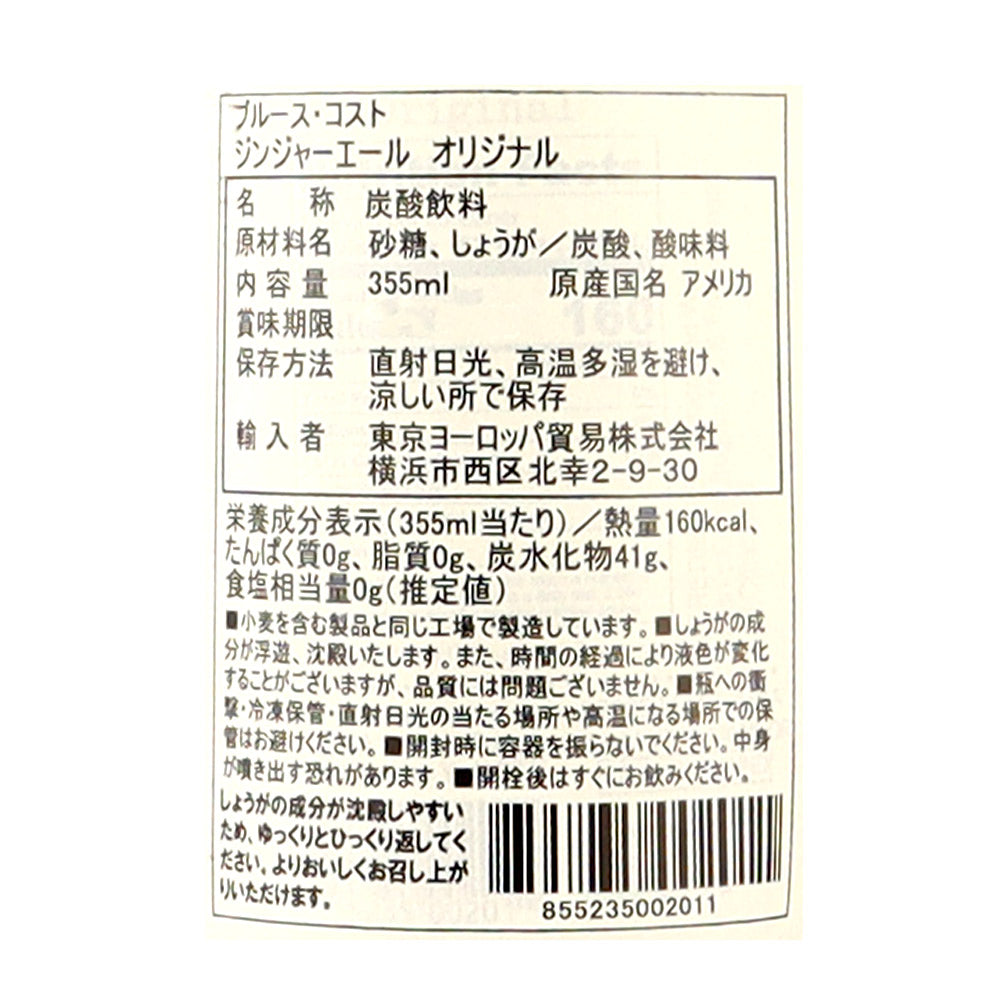 ブルース・コスト
ジンジャーエール オリジナル
名称 炭酸飲料
原材料名 砂糖、しょうが／炭酸、酸味料
内容量 355ml 原産国名 アメリカ
賞味期限
保存方法 直射日光、高温多湿を避け、
涼しい所で保存
輸入者 東京ヨーロッパ貿易株式会社
横浜市西区北幸2-9-30
栄養成分表示(355ml当たり)／熱量160kcal、
たんぱく質0g、脂質0g、炭水化物41g、
食塩相当量0g(推定値)
■小麦を含む製品と同じ工場で製造しています。■しょうがの成
分が浮遊、沈殿いたします。また、時間の経過により液色が変化
することがございますが、品質には問題ございません。■瓶への衝
撃・冷凍保管・直射日光の当たる場所や高温になる場所での保
管はお避けください。■開封時に容器を振らないでください。中身
が噴き出す恐れがあります。■開栓後はすぐにお飲みください。
しょうがの成分が沈殿しやすい
ため、ゆっくりとひっくり返してく
ださい。よりおいしくお召し上が
りいただけます。
855235002011